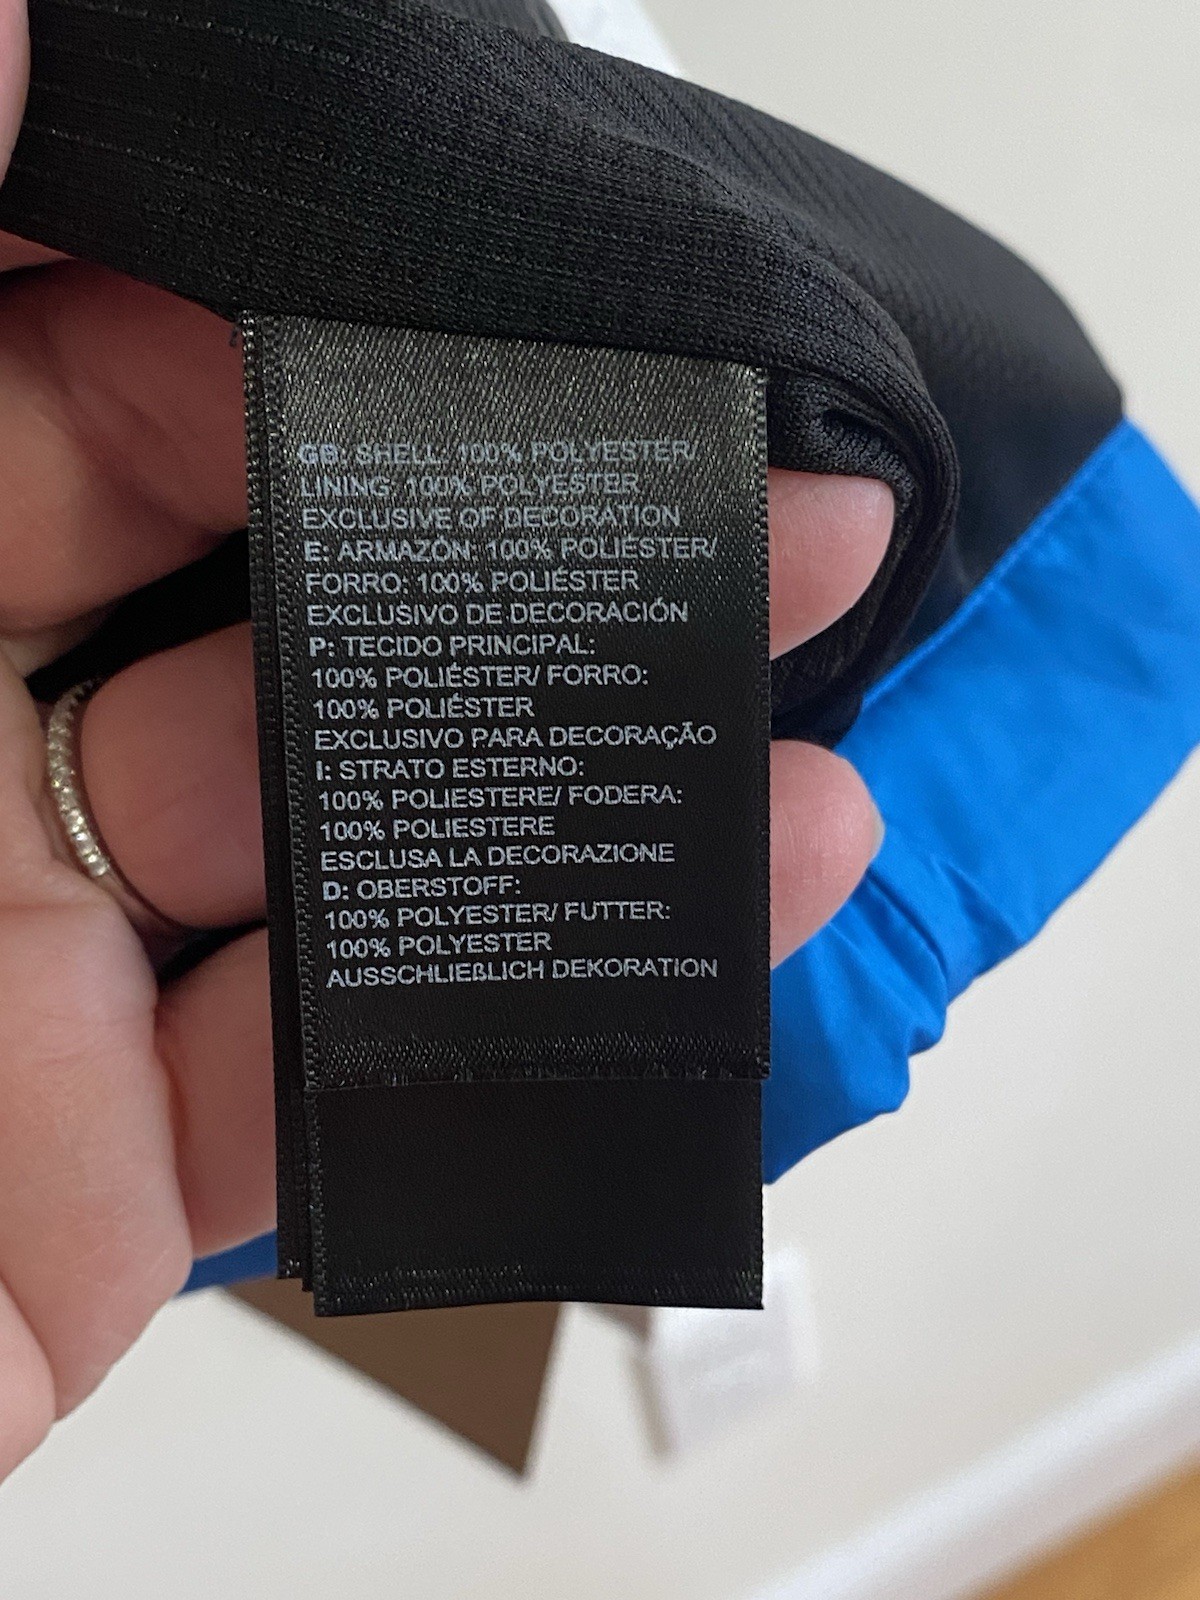 GB: SHELL: 100% POLYESTER/
LINING: 100% POLYESTER
EXCLUSIVE OF DECORATION
E: ARMAZÓN: 100% POLIÉSTER/
FORRO: 100% POLIÉSTER
EXCLUSIVO DE DECORACIÓN
P: TECIDO PRINCIPAL:
100% POLIÉSTER/ FORRO:
100% POLIÉSTER
EXCLUSIVO PARA DECORAÇÃO
I: STRATO ESTERNO:
100% POLIESTERE/ FODERA:
100% POLIESTERE
ESCLUSA LA DECORAZIONE
D: OBERSTOFF:
100% POLYESTER/ FUTTER:
100% POLYESTER
AUSSCHLIEßLICH DEKORATION